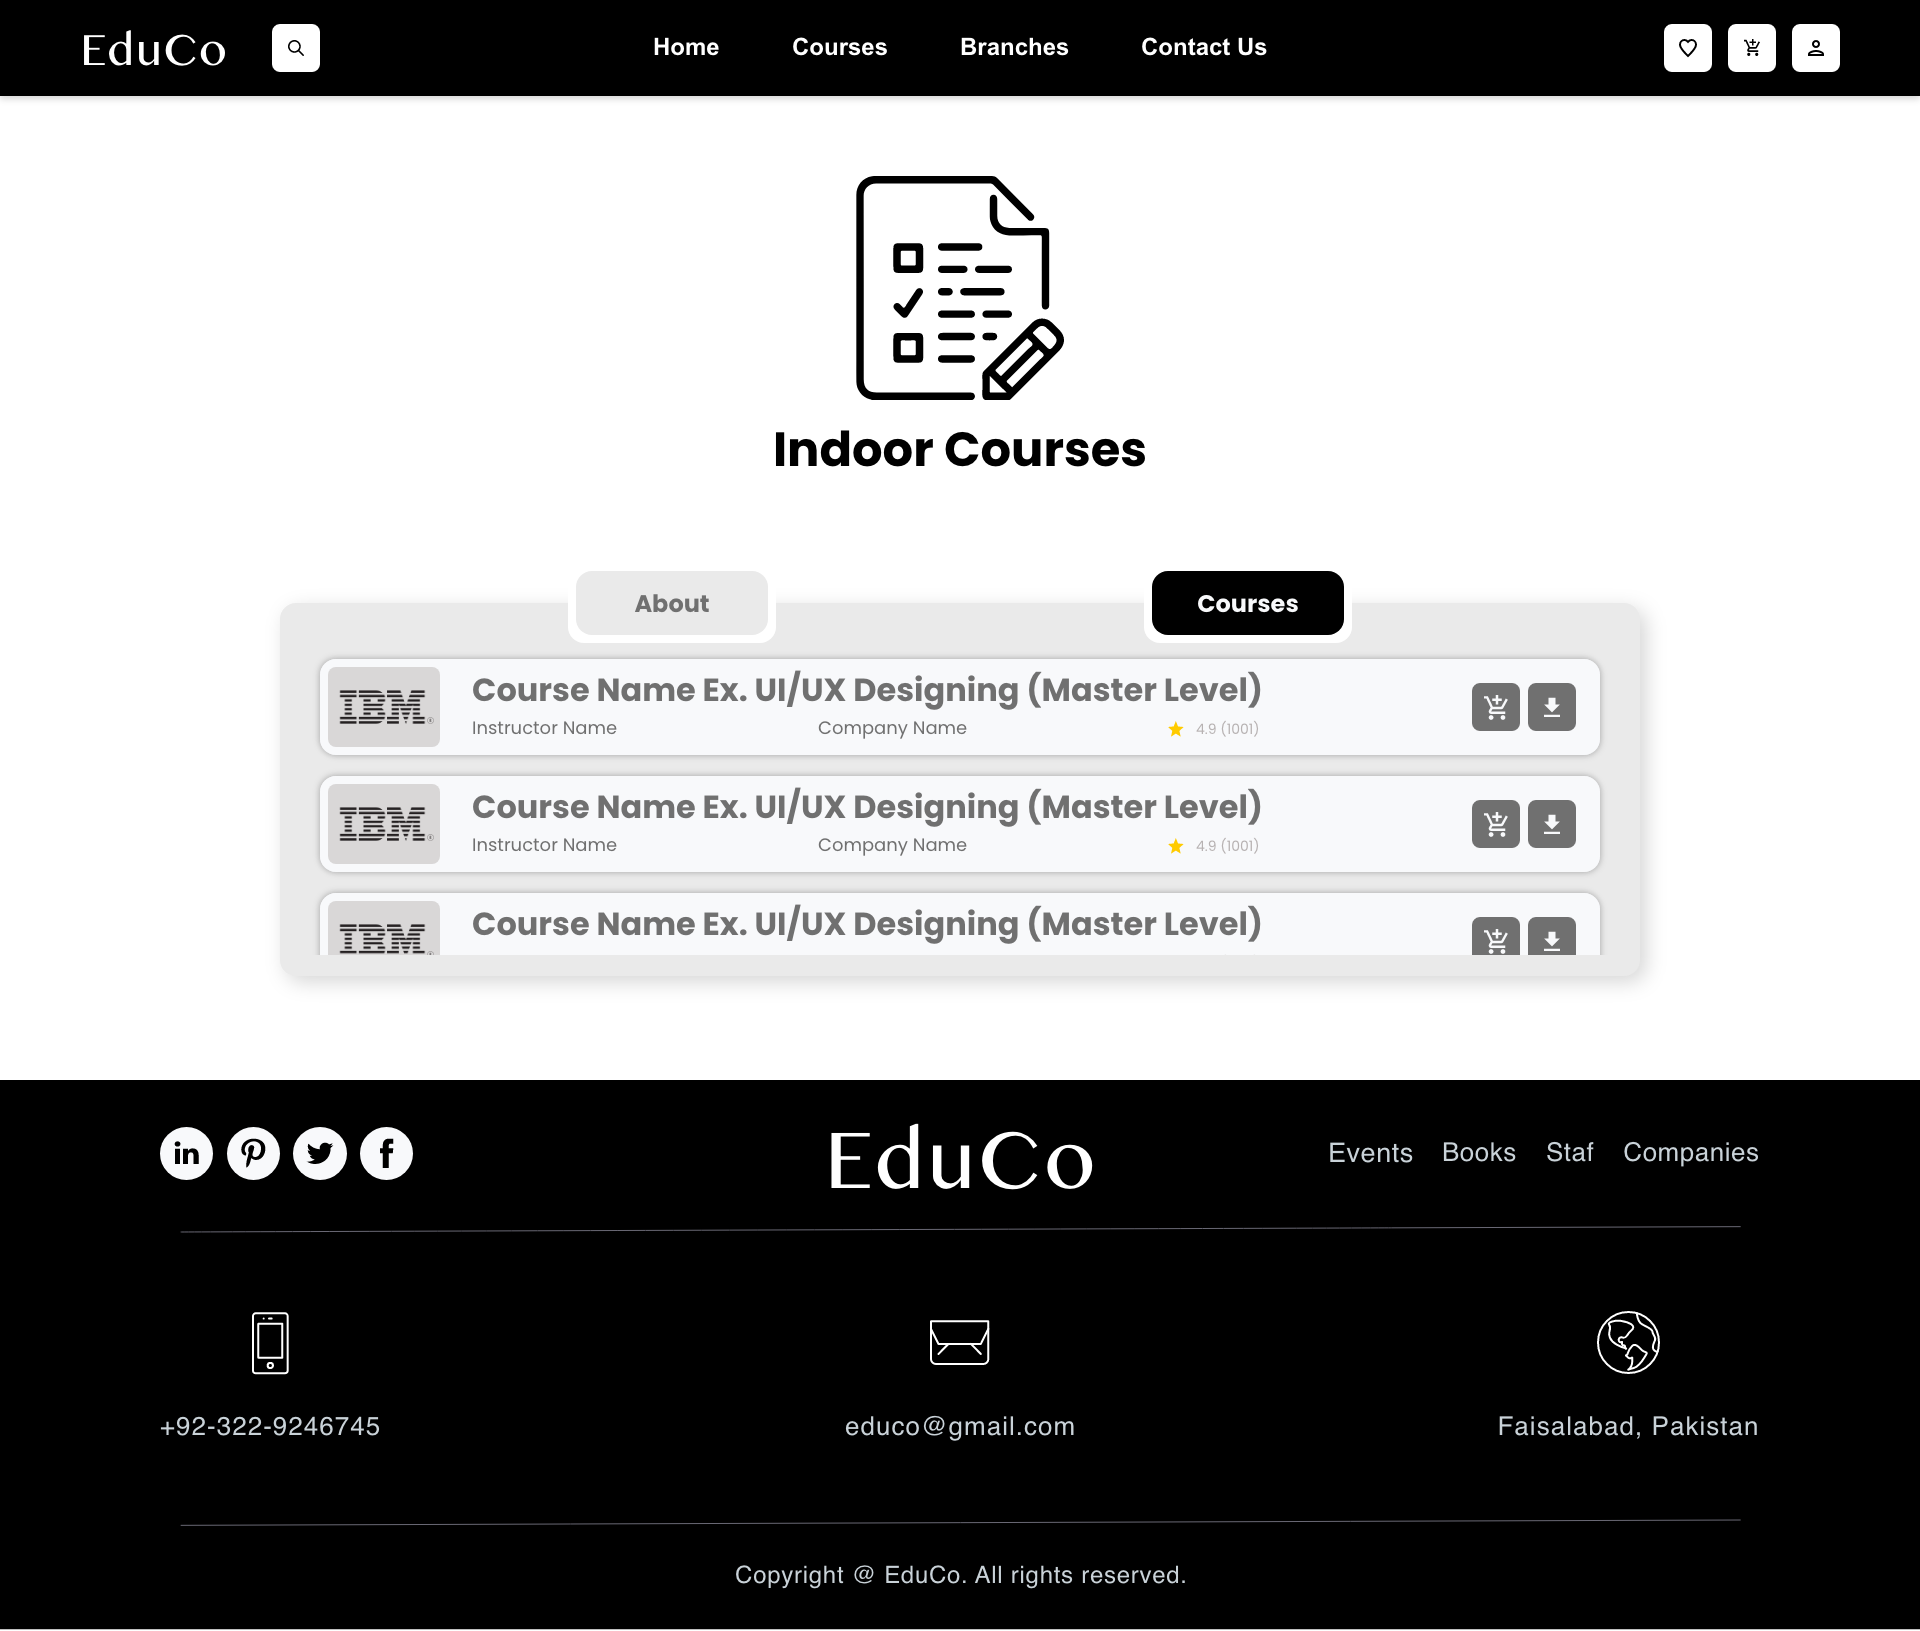 EduCo
Home Courses Branches Contact Us
Indoor Courses
About
Courses
IBM®
Course Name Ex. UI/UX Designing (Master Level)
Instructor Name Company Name 4.9 (1001)
IBM®
Course Name Ex. UI/UX Designing (Master Level)
Instructor Name Company Name 4.9 (1001)
IBM
Course Name Ex. UI/UX Designing (Master Level)
in
EduCo
Events Books Staf Companies
+92-322-9246745
educo@gmail.com
Faisalabad, Pakistan
Copyright @ EduCo. All rights reserved.